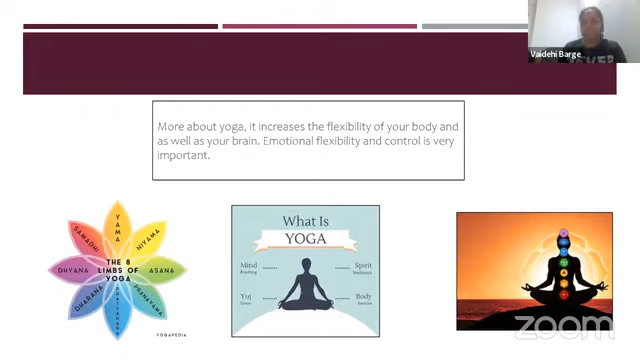 Vaidehi Barge
More about yoga, it increases the flexibility of your body and
as well as your brain. Emotional flexibility and control is very
important.
YAMA
NIYAMA
ASANA
PRANAYAMA
PRATYAHARA
DHARANA
DHYANA
SAMADHI
THE 8
LIMBS OF
YOGA
YOGAPEDIA
What Is
YOGA
Mind
Breathing
Spirit
Meditation
Yuj
Body
Exercise
zoom